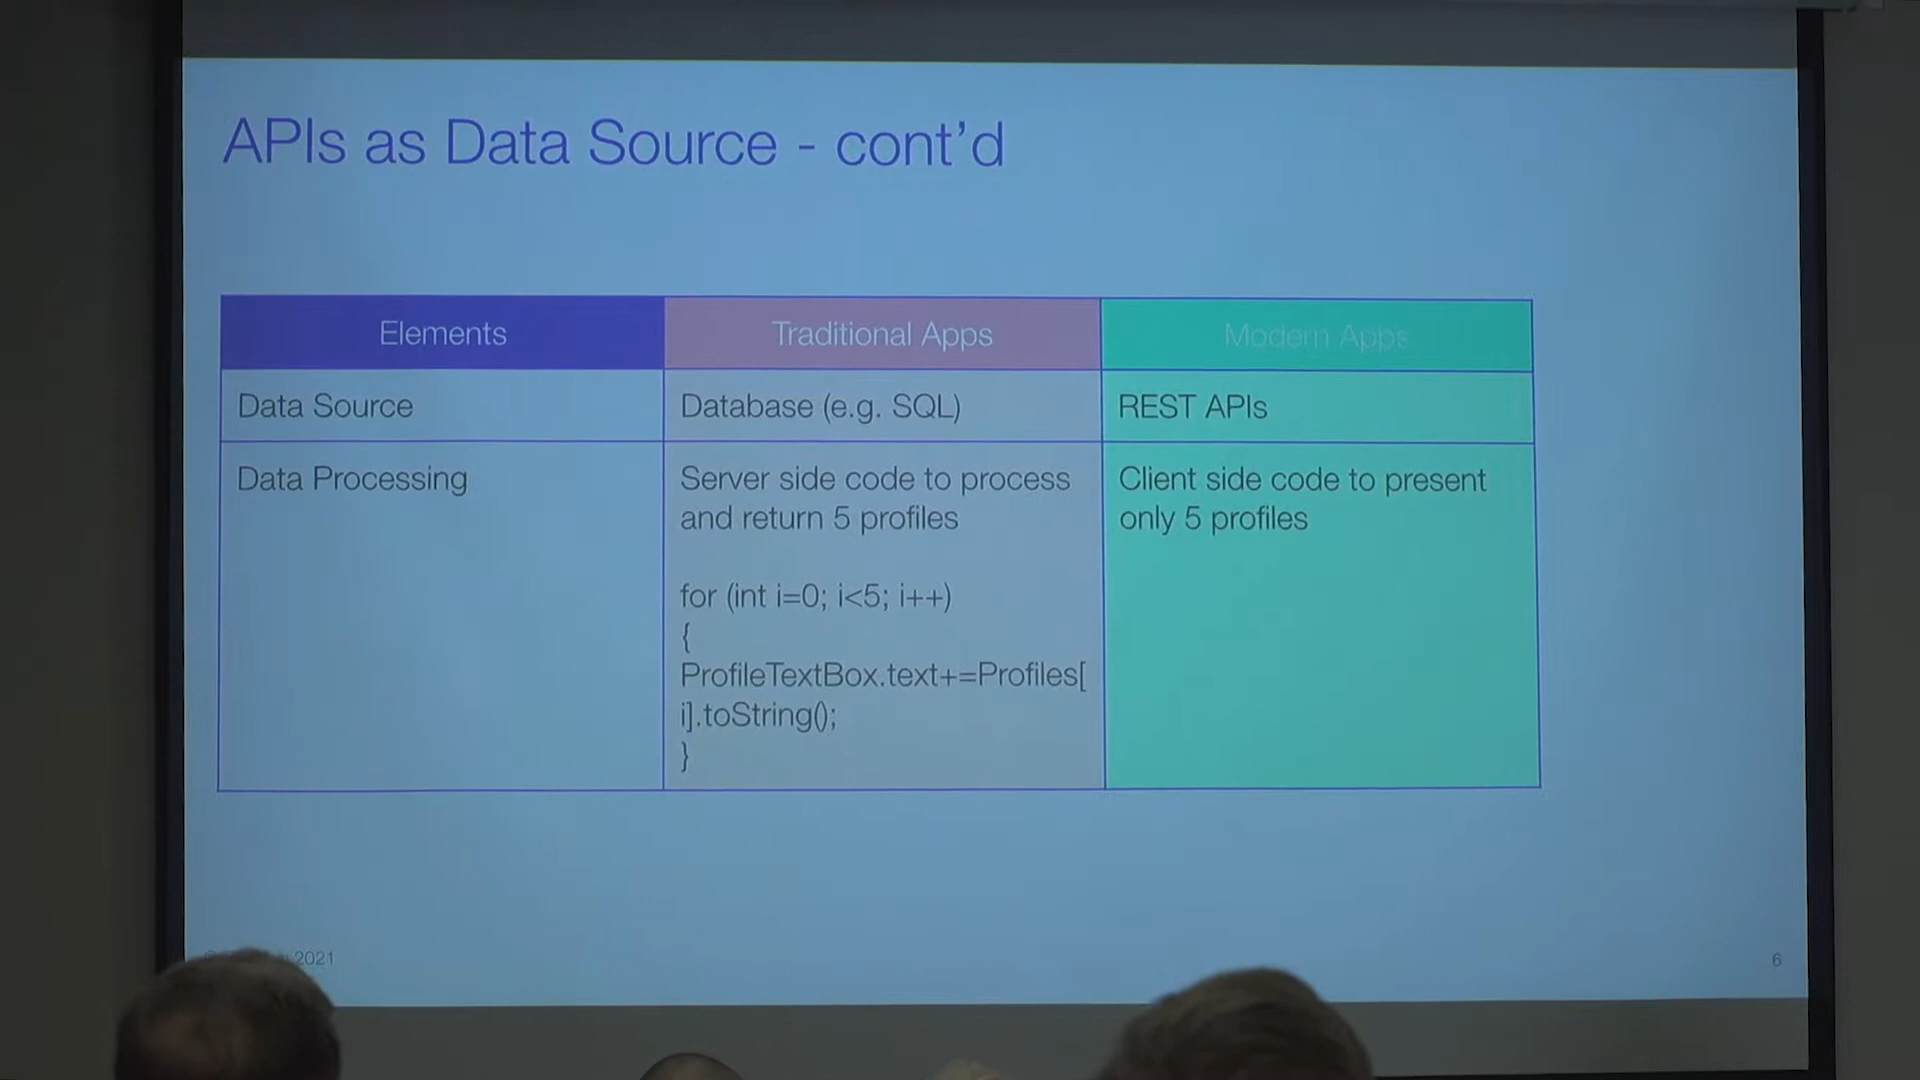 APIs as Data Source - cont’d
Elements
Traditional Apps
Modern Apps
Data Source
Database (e.g. SQL)
REST APIs
Data Processing
Server side code to process
and return 5 profiles
for (int i=0; i<5; i++)
{
ProfileTextBox.text+=Profiles[
i].toString();
}
Client side code to present
only 5 profiles
2021
6